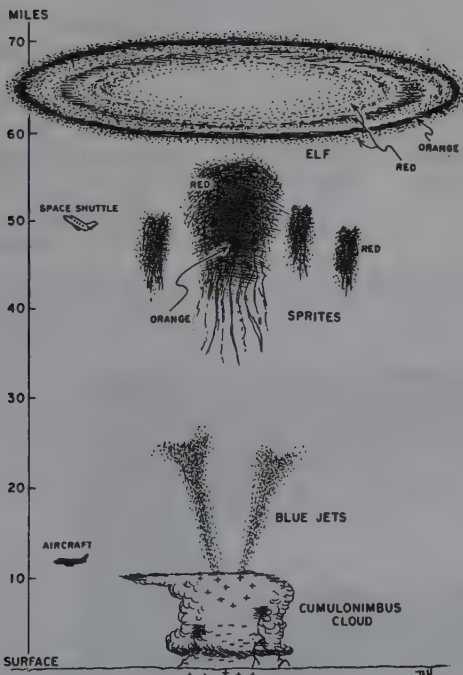 MILES
70
60
ELF
RED
ORANGE
RED
SPACE SHUTTLE
50
RED
40
ORANGE
SPRITES
30
20
BLUE JETS
AIRCRAFT
10
CUMULONIMBUS
CLOUD
SURFACE